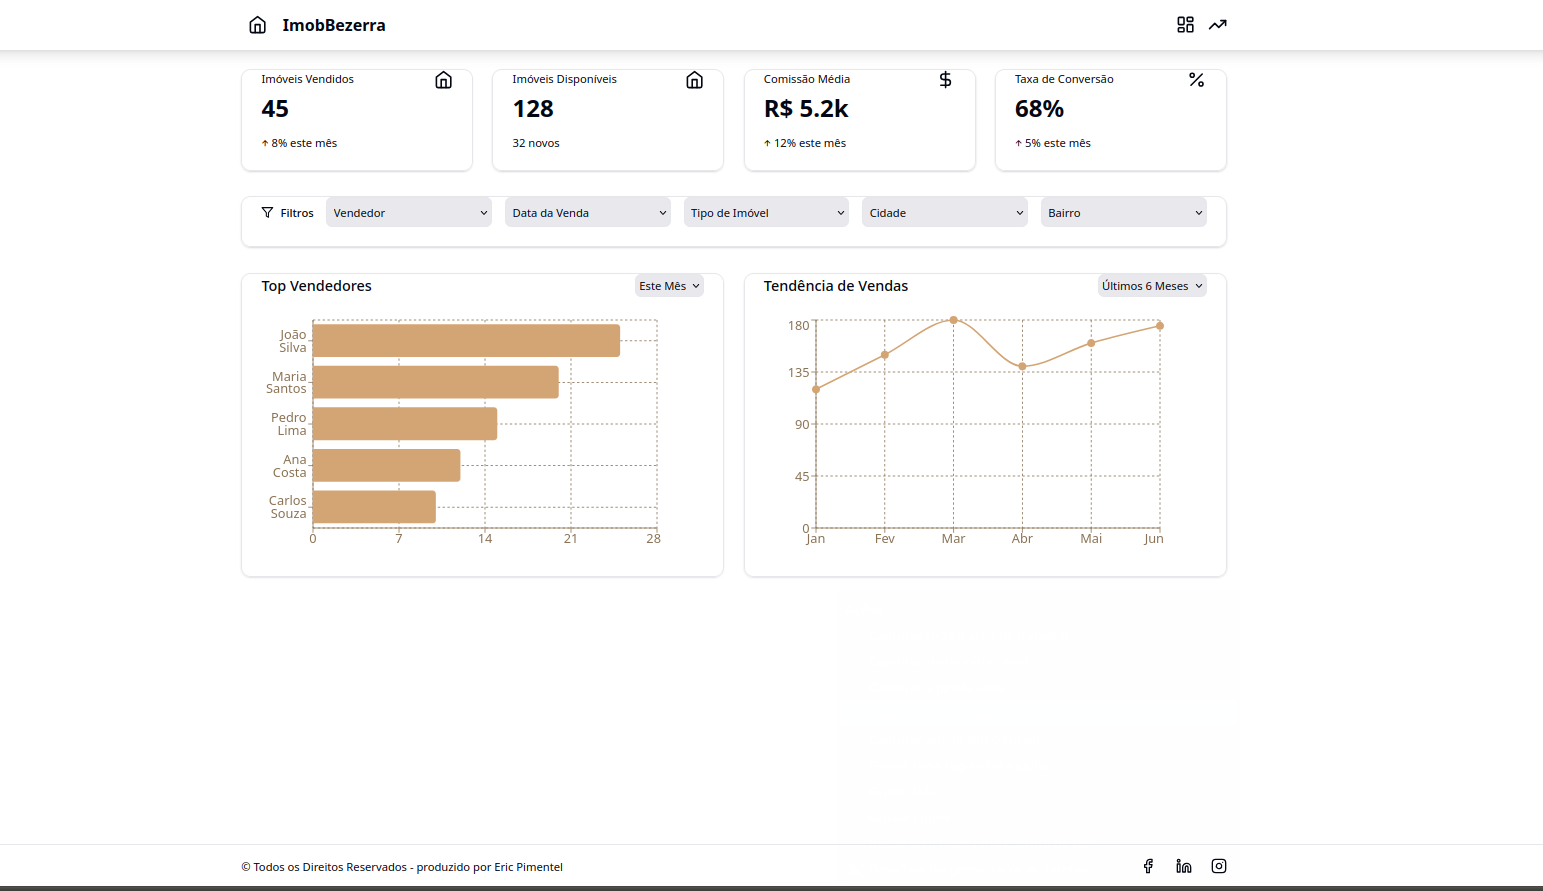 ImobBezerra
Imóveis Vendidos
45
↑ 8% este mês
Imóveis Disponíveis
128
32 novos
Comissão Média
R$ 5.2k
↑ 12% este mês
Taxa de Conversão
68%
↑ 5% este mês
Filtros
Vendedor
Data da Venda
Tipo de Imóvel
Cidade
Bairro
Top Vendedores
Este Mês
João
Silva
Maria
Santos
Pedro
Lima
Ana
Costa
Carlos
Souza
0 7 14 21 28
Tendência de Vendas
Últimos 6 Meses
180
135
90
45
0
Jan Fev Mar Abr Mai Jun
© Todos os Direitos Reservados - produzido por Eric Pimentel